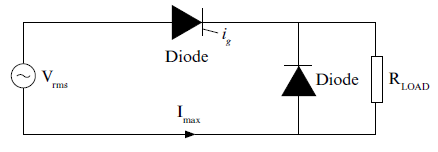 i_g
Diode
V_rms
Diode
R_LOAD
I_max